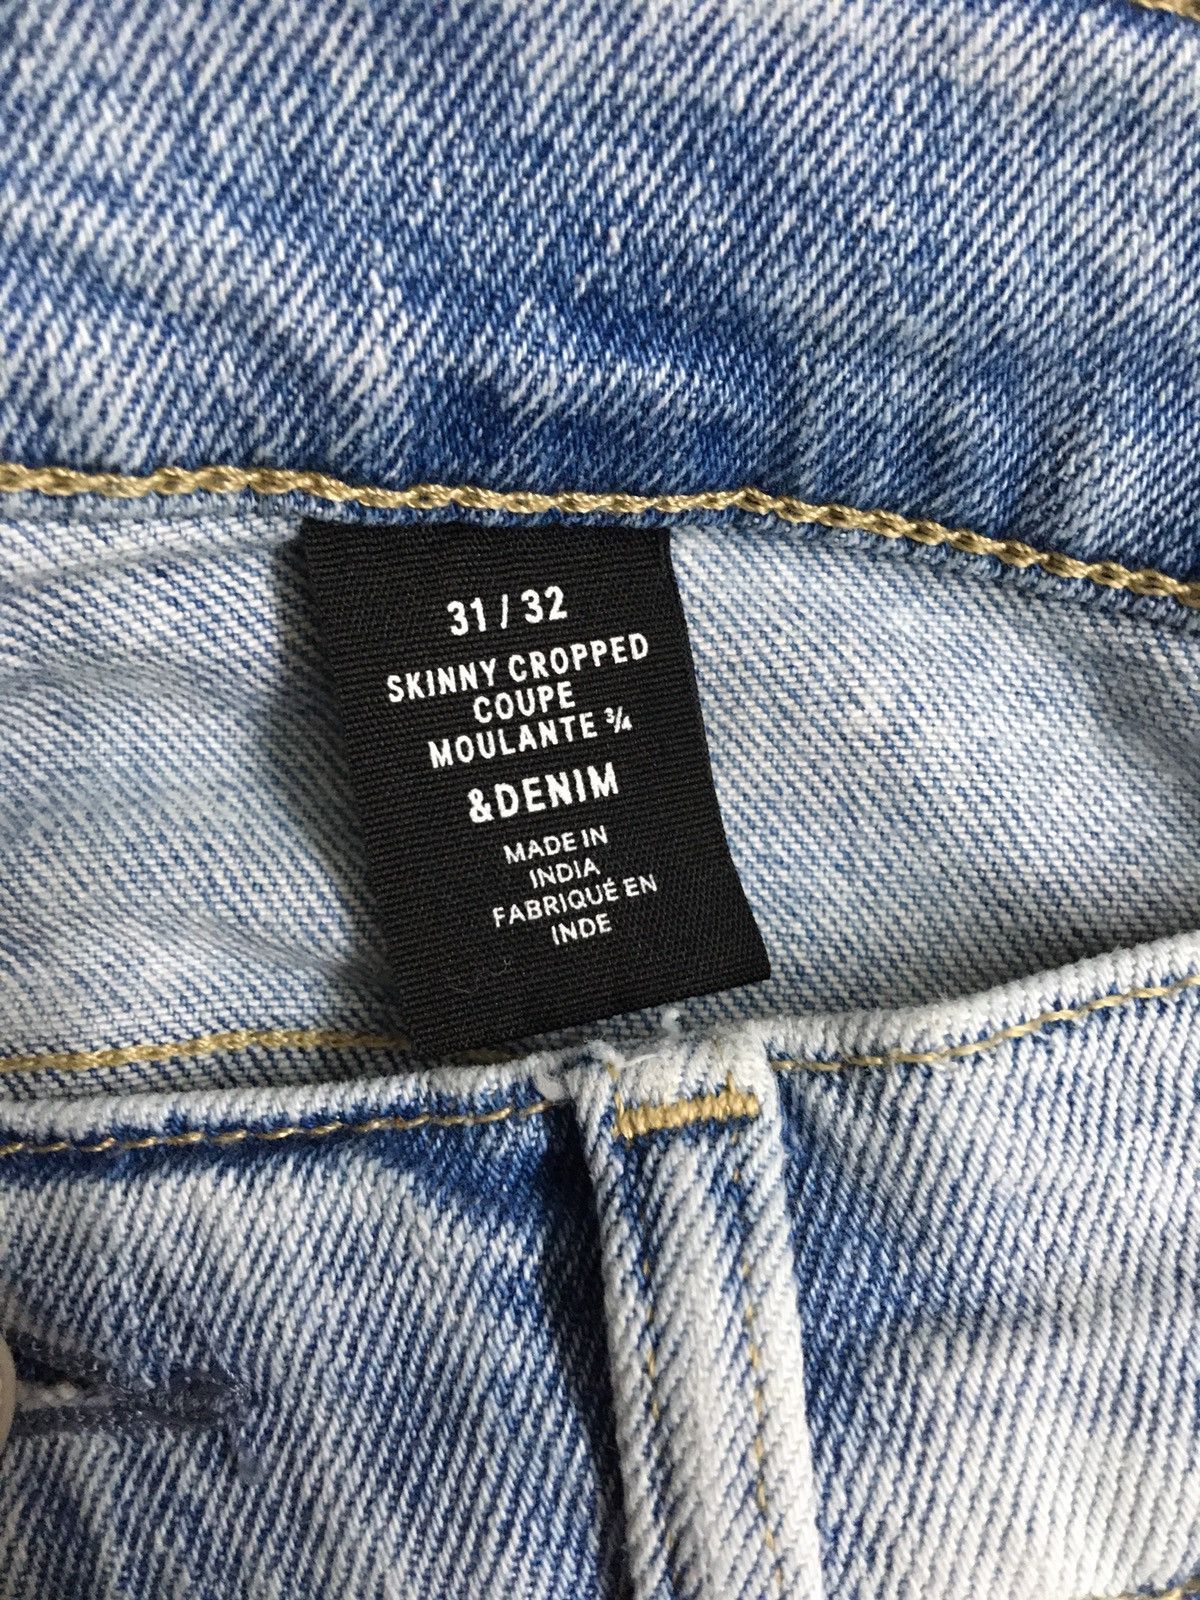 31 / 32
SKINNY CROPPED
COUPE
MOULANTE ¾
&DENIM
MADE IN
INDIA
FABRIQUÉ EN
INDE